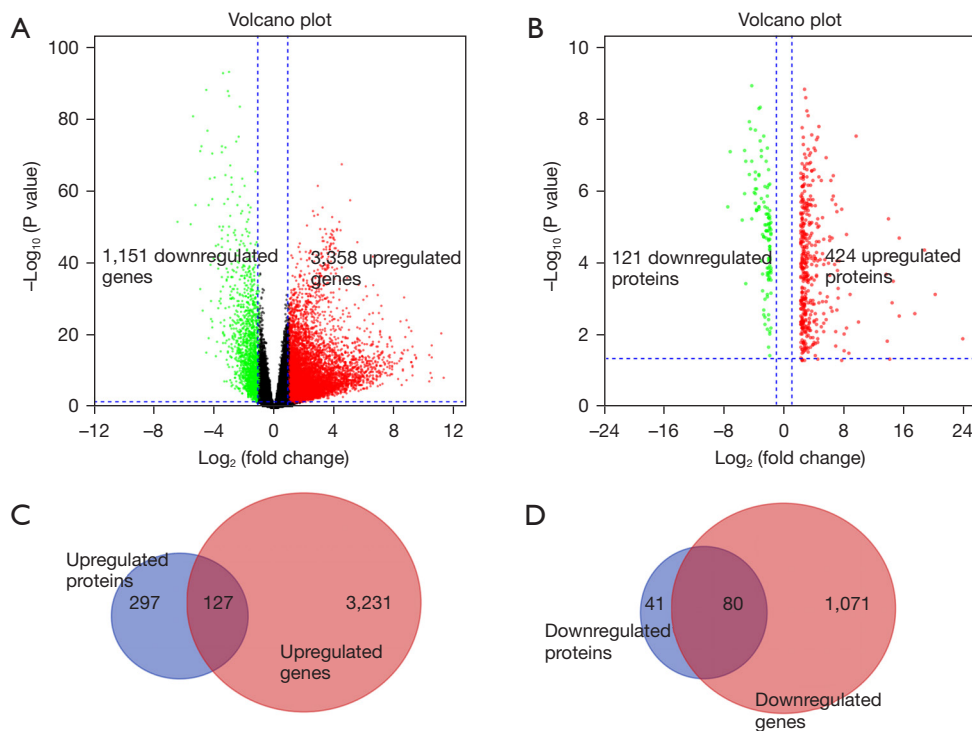 A
Volcano plot
100
80
60
40
20
0
–Log10 (P value)
1,151 downregulated
genes
3,358 upregulated
genes
–12
–4
0
4
12
Log2 (fold change)
B
Volcano plot
10
8
6
4
2
0
–Log10 (P value)
121 downregulated
proteins
424 upregulated
proteins
–24
–16
–8
0
8
16
24
Log2 (fold change)
C
Upregulated
proteins
297
127
3,231
Upregulated
genes
D
41
80
1,071
Downregulated
proteins
Downregulated
genes